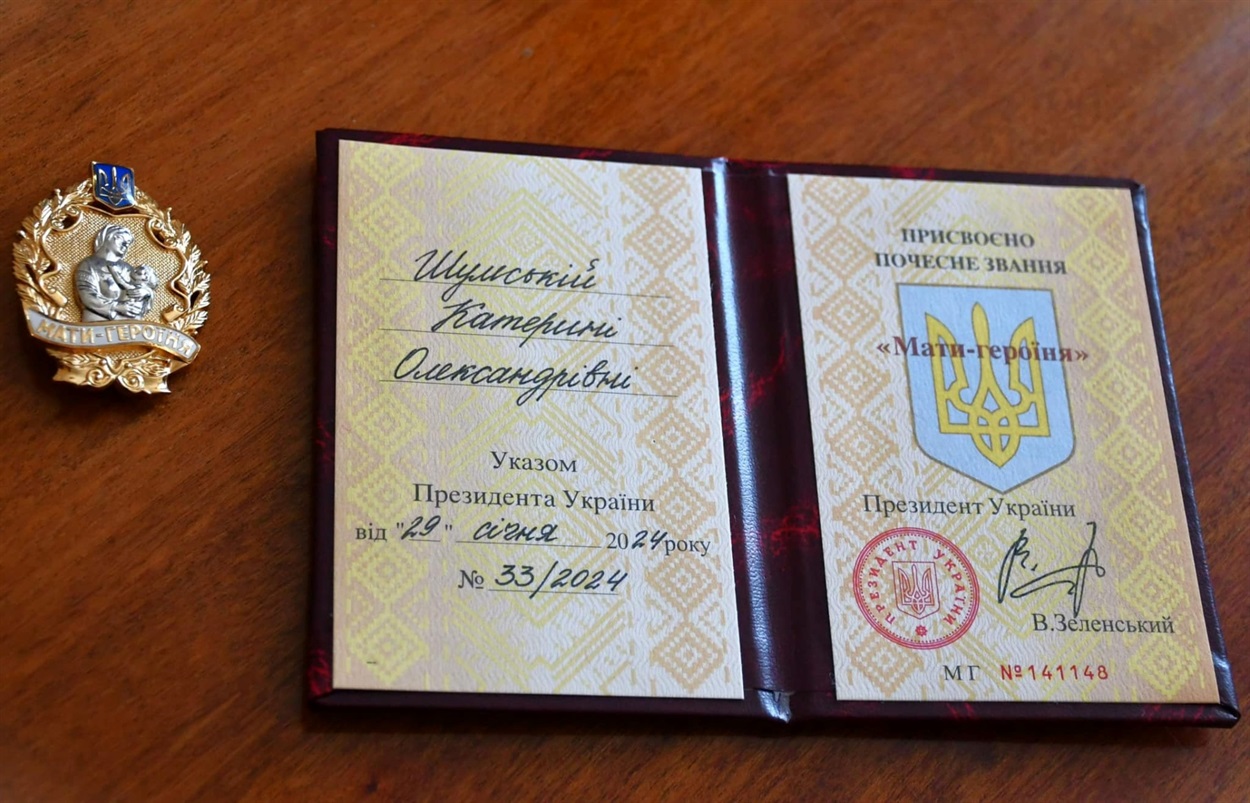 МАТИ-ГЕРОЇНЯ
Шумській
Катерині
Олександрівні
Указом
Президента України
від "29" січня 2024 року
№ 33/2024
ПРИСВОЄНО
ПОЧЕСНЕ ЗВАННЯ
«Мати-героїня»
Президент України
ПРЕЗИДЕНТ УКРАЇНИ
В.Зеленський
МГ №141148